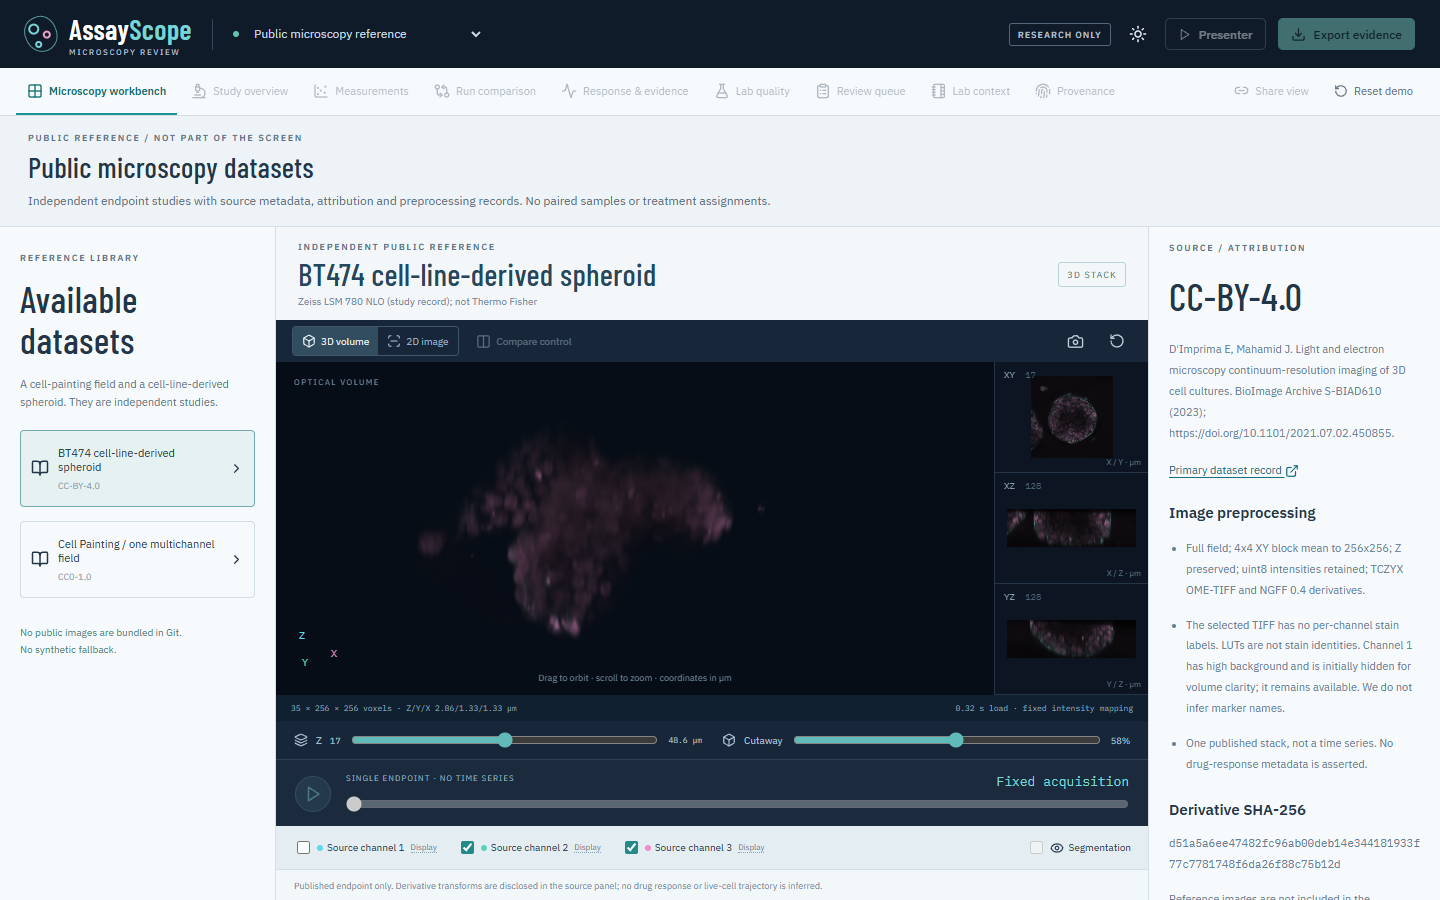 AssayScope
MICROSCOPY REVIEW
Public microscopy reference
RESEARCH ONLY
Presenter
Export evidence
Microscopy workbench
Study overview
Measurements
Run comparison
Response & evidence
Lab quality
Review queue
Lab context
Provenance
Share view
Reset demo
PUBLIC REFERENCE / NOT PART OF THE SCREEN
Public microscopy datasets
Independent endpoint studies with source metadata, attribution and preprocessing records. No paired samples or treatment assignments.
REFERENCE LIBRARY
Available
datasets
A cell-painting field and a cell-line-derived
spheroid. They are independent studies.
BT474 cell-line-derived
spheroid
CC-BY-4.0
Cell Painting / one multichannel
field
CC0-1.0
No public images are bundled in Git.
No synthetic fallback.
INDEPENDENT PUBLIC REFERENCE
BT474 cell-line-derived spheroid
Zeiss LSM 780 NLO (study record); not Thermo Fisher
3D STACK
3D volume
2D image
Compare control
OPTICAL VOLUME
Z
X
Y
Drag to orbit · scroll to zoom · coordinates in µm
XY 17
X / Y · µm
XZ 128
X / Z · µm
YZ 128
Y / Z · µm
35 × 256 × 256 voxels · Z/Y/X 2.86/1.33/1.33 µm
0.32 s load · fixed intensity mapping
Z 17
48.6 µm
Cutaway
58%
SINGLE ENDPOINT · NO TIME SERIES
Fixed acquisition
Source channel 1 Display
Source channel 2 Display
Source channel 3 Display
Segmentation
Published endpoint only. Derivative transforms are disclosed in the source panel; no drug response or live-cell trajectory is inferred.
SOURCE / ATTRIBUTION
CC-BY-4.0
D'Imprima E, Mahamid J. Light and electron
microscopy continuum-resolution imaging of 3D
cell cultures. BioImage Archive S-BIAD610
(2023);
https://doi.org/10.1101/2021.07.02.450855.
Primary dataset record
Image preprocessing
• Full field; 4x4 XY block mean to 256x256; Z
preserved; uint8 intensities retained; TCZYX
OME-TIFF and NGFF 0.4 derivatives.
• The selected TIFF has no per-channel stain
labels. LUTs are not stain identities. Channel 1
has high background and is initially hidden for
volume clarity; it remains available. We do not
infer marker names.
• One published stack, not a time series. No
drug-response metadata is asserted.
Derivative SHA-256
d51a5a6ee47482fc96ab00deb14e344181933f
77c7781748f6da26f88c75b12d
Reference images are not included in the